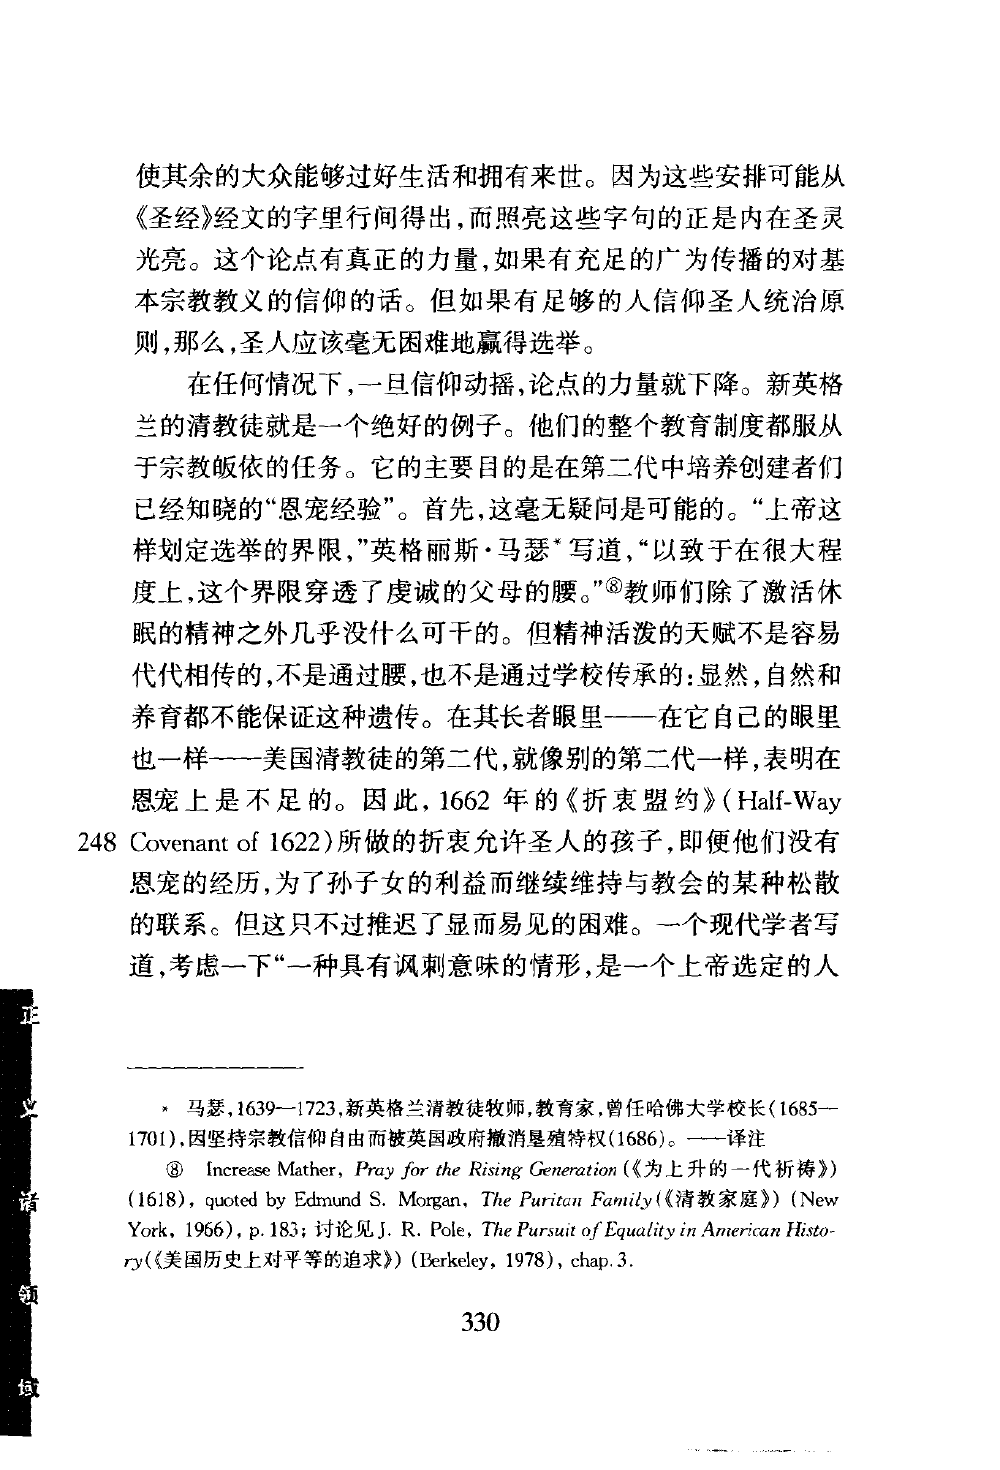 使其余的大众能够过好生活和拥有来世。因为这些安排可能从
《圣经》经文的字里行间得出,而照亮这些字句的正是内在圣灵
光亮。这个论点有真正的力量,如果有充足的广为传播的对基
本宗教教义的信仰的话。但如果有足够的人信仰圣人统治原
则,那么,圣人应该毫无困难地赢得选举。
在任何情况下,一旦信仰动摇,论点的力量就下降。新英格
兰的清教徒就是一个绝好的例子。他们的整个教育制度都服从
于宗教皈依的任务。它的主要目的是在第二代中培养创建者们
已经知晓的“恩宠经验”。首先,这毫无疑问是可能的。“上帝这
样划定选举的界限,”英格丽斯·马瑟*写道,“以致于在很大程
度上,这个界限穿透了虔诚的父母的腰。”⑧教师们除了激活休
眠的精神之外几乎没什么可干的。但精神活泼的天赋不是容易
代代相传的,不是通过腰,也不是通过学校传承的:显然,自然和
养育都不能保证这种遗传。在其长者眼里——在它自己的眼里
也一样——美国清教徒的第二代,就像别的第二代一样,表明在
恩宠上是不足的。因此,1662 年的《折衷盟约》(Half-Way
248 Covenant of 1622)所做的折衷允许圣人的孩子,即便他们没有
恩宠的经历,为了孙子女的利益而继续维持与教会的某种松散
的联系。但这只不过推迟了显而易见的困难。一个现代学者写
道,考虑一下“一种具有讽刺意味的情形,是一个上帝选定的人
* 马瑟,1639—1723,新英格兰清教徒牧师,教育家,曾任哈佛大学校长(1685—
1701),因坚持宗教信仰自由而被英国政府撤消垦殖特权(1686)。——译注
⑧ Increase Mather, Pray for the Rising Generation (《为上升的一代祈祷》)
(1618), quoted by Edmund S. Morgan, The Puritan Family (《清教家庭》) (New
York, 1966), p.183; 讨论见 J. R. Pole, The Pursuit of Equality in American Histo-
ry(《美国历史上对平等的追求》) (Berkeley, 1978), chap.3.
330
正
义
诸
领
域